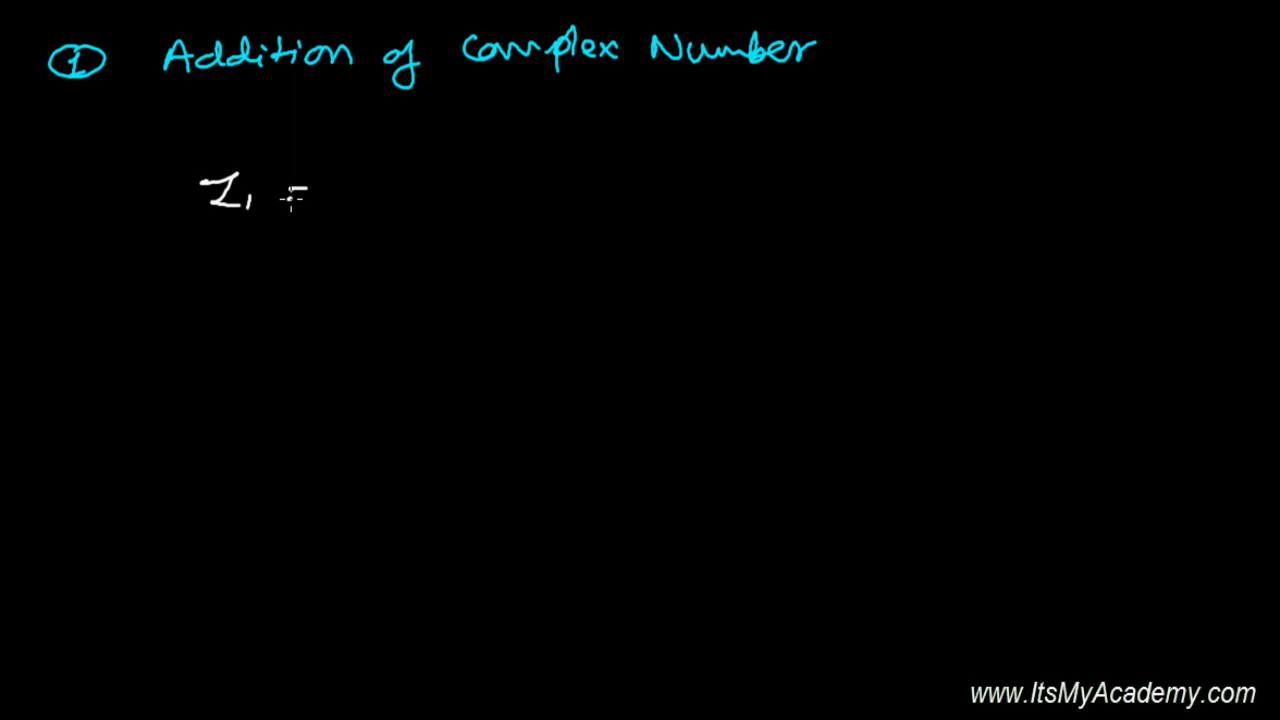 ① Addition of Complex Number
Z₁ =
www.ItsMyAcademy.com